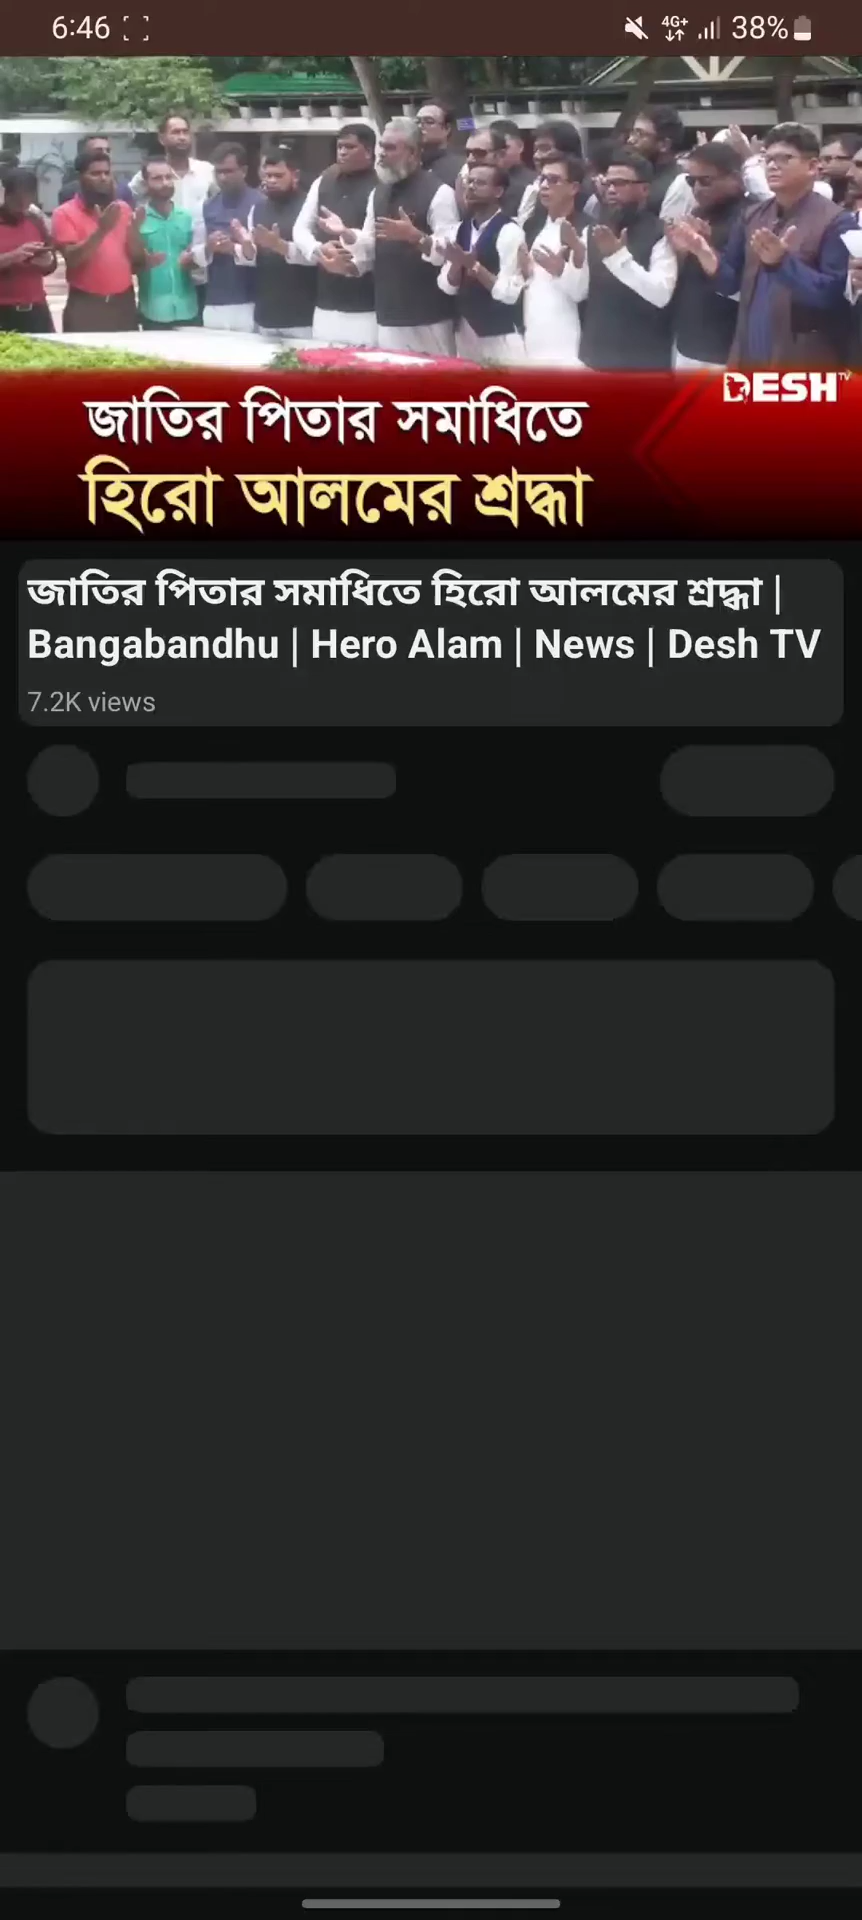 6:46 4G+ 38%
DESH TV
জাতির পিতার সমাধিতে
হিরো আলমের শ্রদ্ধা
জাতির পিতার সমাধিতে হিরো আলমের শ্রদ্ধা |
Bangabandhu | Hero Alam | News | Desh TV
7.2K views